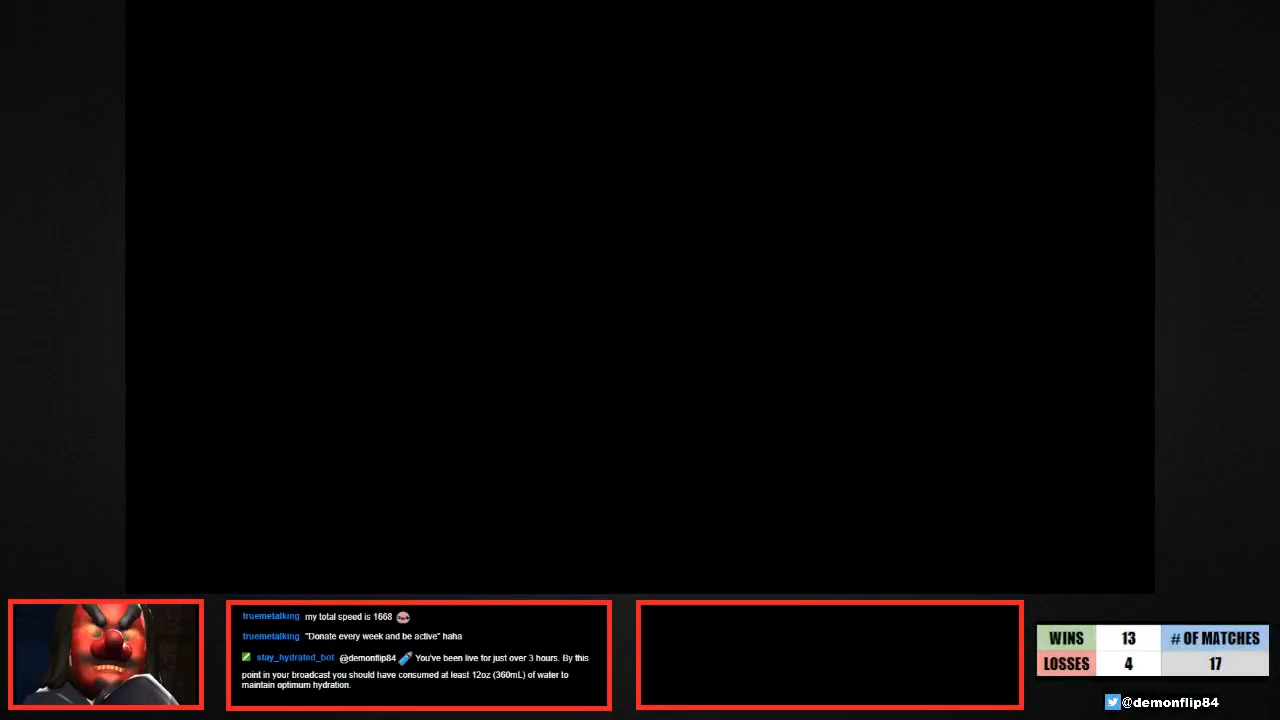 truemetalking my total speed is 1668
truemetalking "Donate every week and be active" haha
stay_hydrated_bot @demonflip84 You've been live for just over 3 hours. By this
point in your broadcast you should have consumed at least 12oz (360mL) of water to
maintain optimum hydration.
WINS 13 # OF MATCHES
LOSSES 4 17
@demonflip84